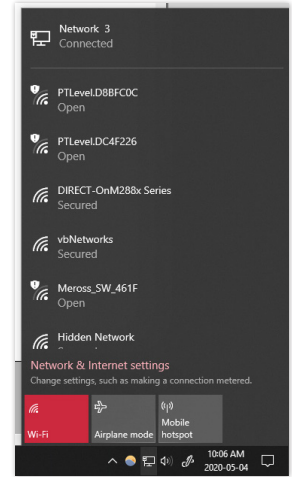 Network 3
Connected
PTLevel.D8BFC0C
Open
PTLevel.DC4F226
Open
DIRECT-OnM288x Series
Secured
vbNetworks
Secured
Meross_SW_461F
Open
Hidden Network
Network & Internet settings
Change settings, such as making a connection metered.
Wi-Fi
Airplane mode
Mobile
hotspot
10:06 AM
2020-05-04